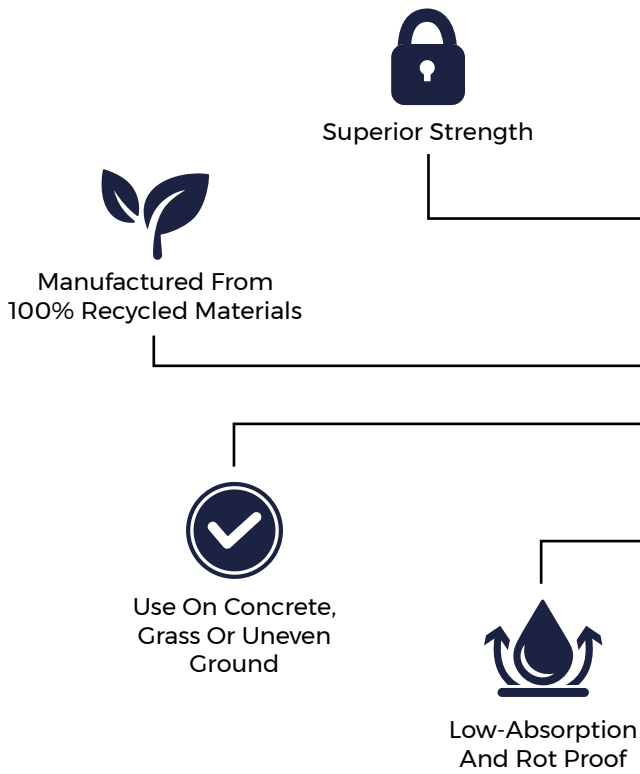 Superior Strength
Manufactured From
100% Recycled Materials
Use On Concrete,
Grass Or Uneven
Ground
Low-Absorption
And Rot Proof